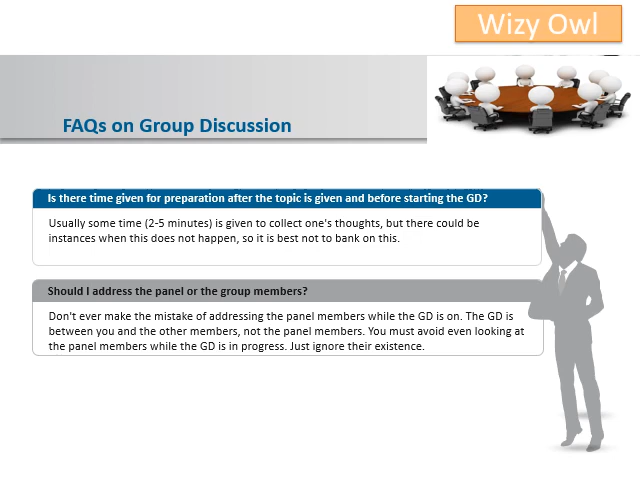 Wizy Owl
FAQs on Group Discussion
Is there time given for preparation after the topic is given and before starting the GD?
Usually some time (2-5 minutes) is given to collect one's thoughts, but there could be
instances when this does not happen, so it is best not to bank on this.
Should I address the panel or the group members?
Don't ever make the mistake of addressing the panel members while the GD is on. The GD is
between you and the other members, not the panel members. You must avoid even looking at
the panel members while the GD is in progress. Just ignore their existence.